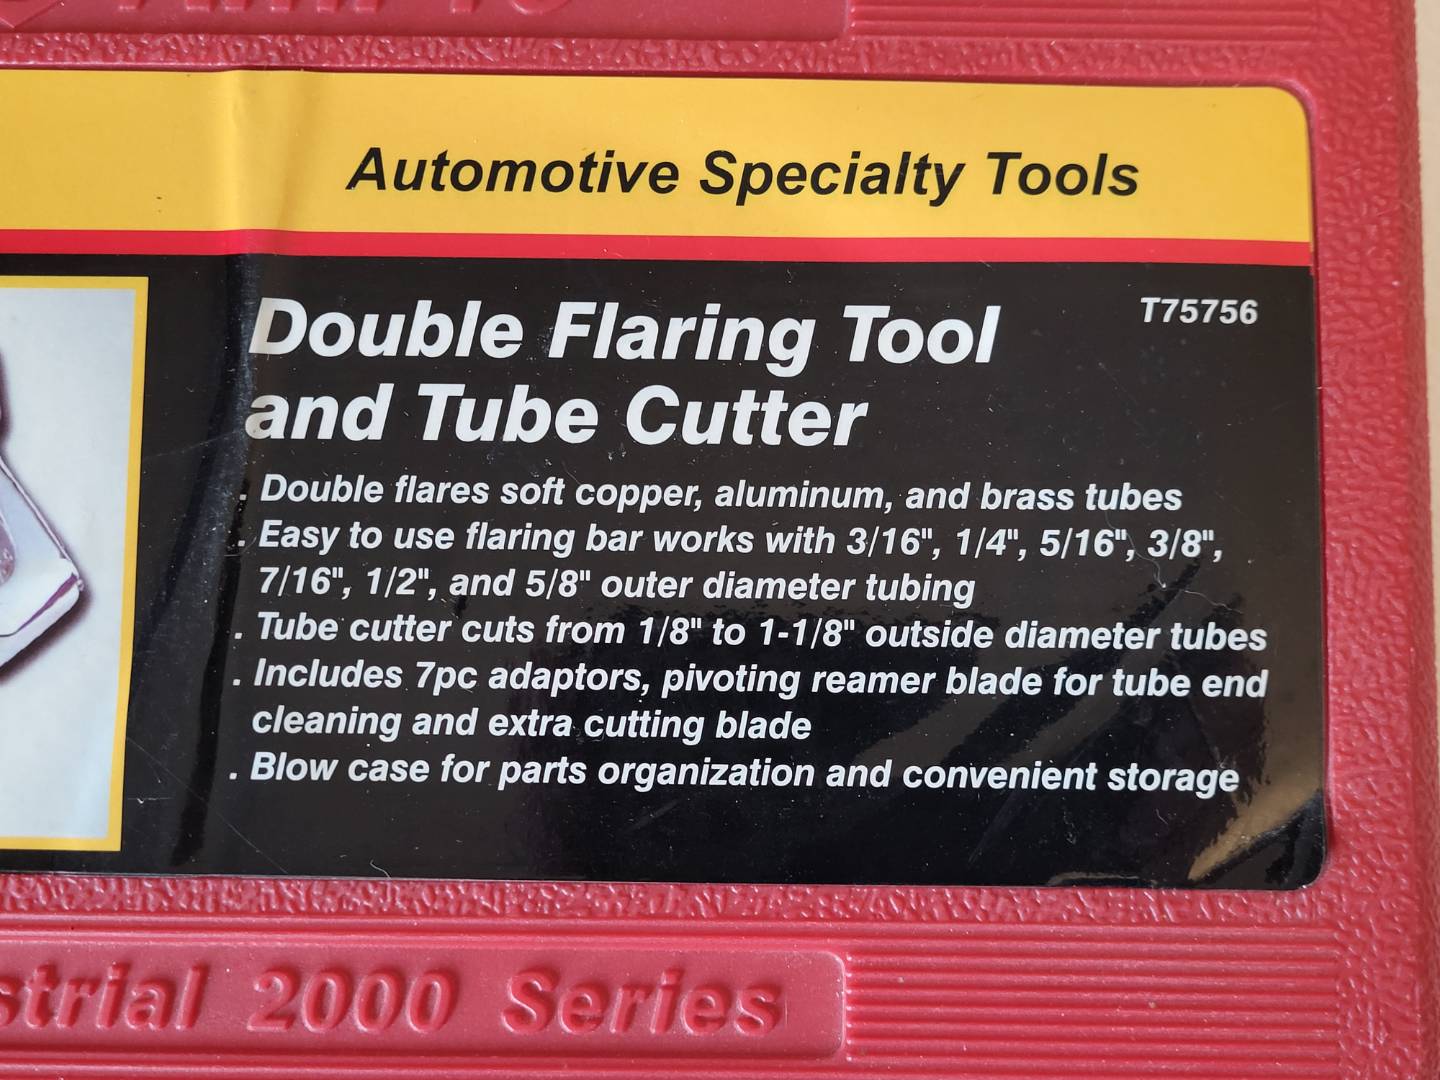 Automotive Specialty Tools
T75756
Double Flaring Tool
and Tube Cutter
. Double flares soft copper, aluminum, and brass tubes
. Easy to use flaring bar works with 3/16", 1/4", 5/16", 3/8",
7/16", 1/2", and 5/8" outer diameter tubing
. Tube cutter cuts from 1/8" to 1-1/8" outside diameter tubes
. Includes 7pc adaptors, pivoting reamer blade for tube end
cleaning and extra cutting blade
. Blow case for parts organization and convenient storage
strial 2000 Series